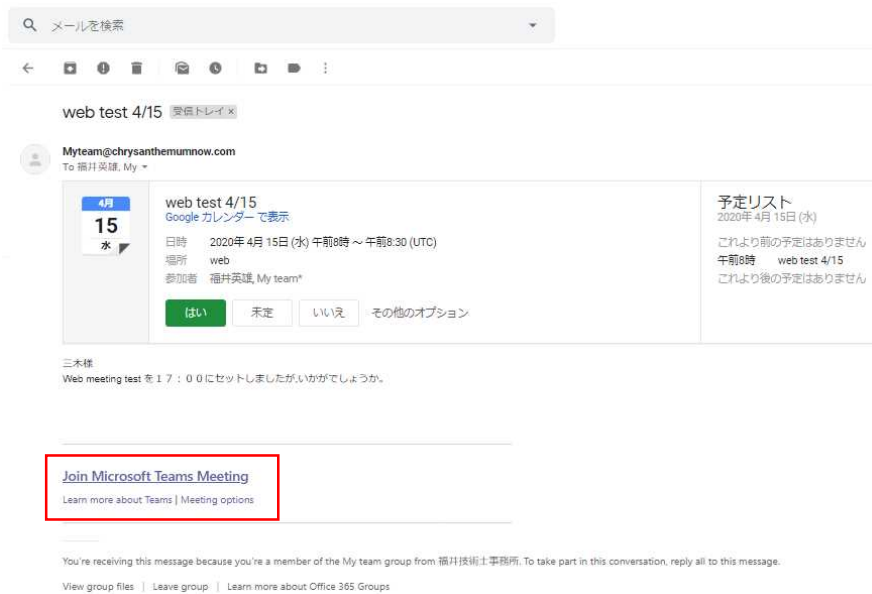 メールを検索
web test 4/15 受信トレイ ×
Myteam@chrysanthemumnow.com
To 福井英雄, My
4月
15
水
web test 4/15
Google カレンダー で表示
日時 2020年 4月 15日 (水) 午前8時 ~ 午前8:30 (UTC)
場所 web
参加者 福井英雄, My team*
はい 未定 いいえ その他のオプション
予定リスト
2020年 4月 15日 (水)
これより前の予定はありません
午前8時 web test 4/15
これより後の予定はありません
三木様
Web meeting test を17:00にセットしましたが,いかがでしょうか。
Join Microsoft Teams Meeting
Learn more about Teams | Meeting options
You're receiving this message because you're a member of the My team group from 福井技術士事務所. To take part in this conversation, reply all to this message.
View group files | Leave group | Learn more about Office 365 Groups